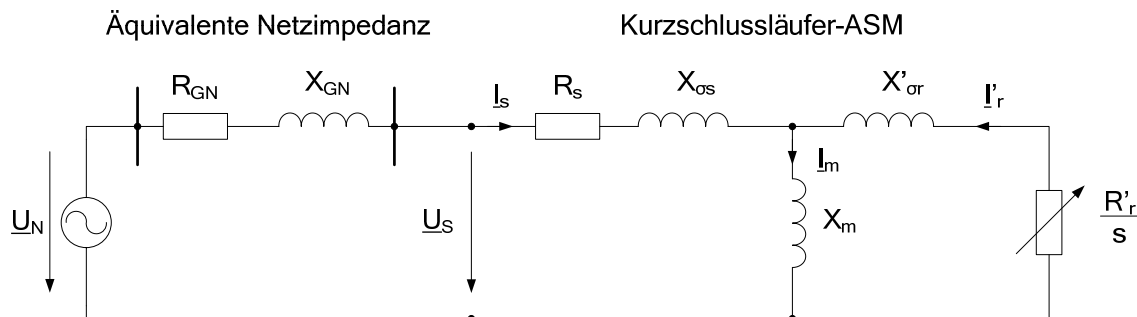 Äquivalente Netzimpedanz
Kurzschlussläufer-ASM
R_GN
X_GN
I_s
R_s
X_σs
X'_σr
I'_r
I_m
U_N
U_S
X_m
R'_r
s